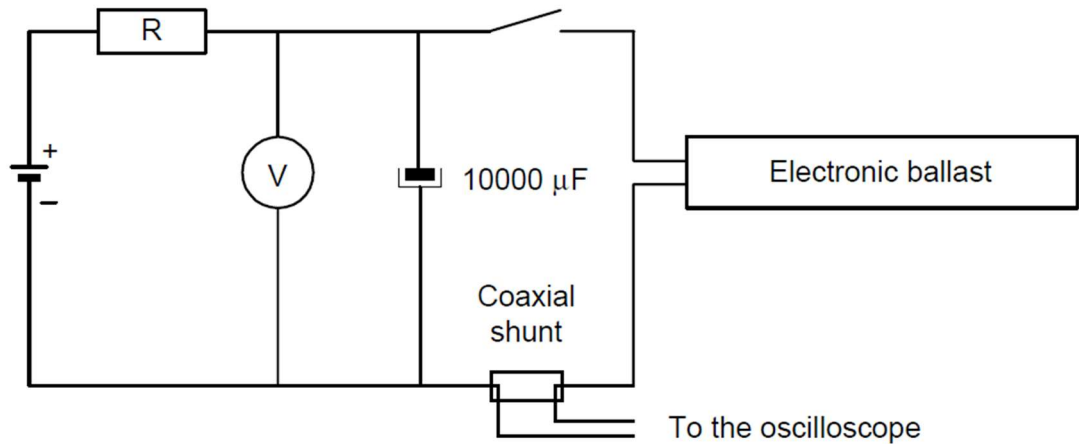 R
+
V
10000 μF
Electronic ballast
–
Coaxial
shunt
To the oscilloscope